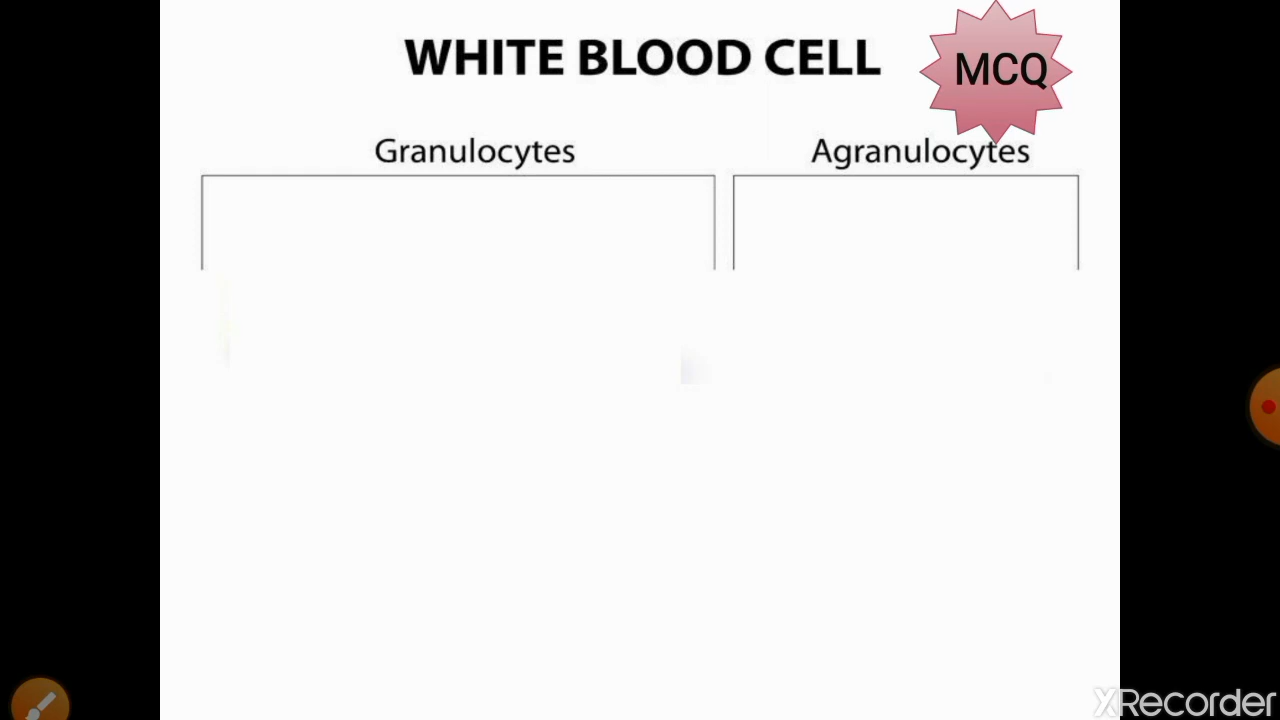 WHITE BLOOD CELL
MCQ
Granulocytes
Agranulocytes
XRecorder